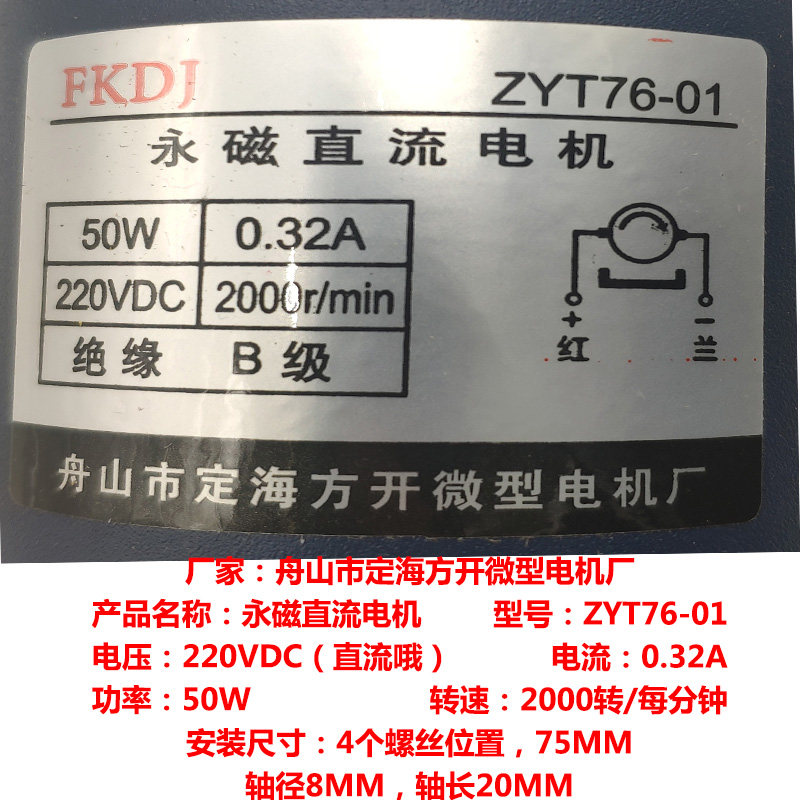 FKDJ ZYT76-01
永磁直流电机
50W 0.32A
220VDC 2000r/min
绝缘 B级
+ -
红 兰
舟山市定海方开微型电机厂
厂家：舟山市定海方开微型电机厂
产品名称：永磁直流电机 型号：ZYT76-01
电压：220VDC（直流哦） 电流：0.32A
功率：50W 转速：2000转/每分钟
安装尺寸：4个螺丝位置，75MM
轴径8MM，轴长20MM